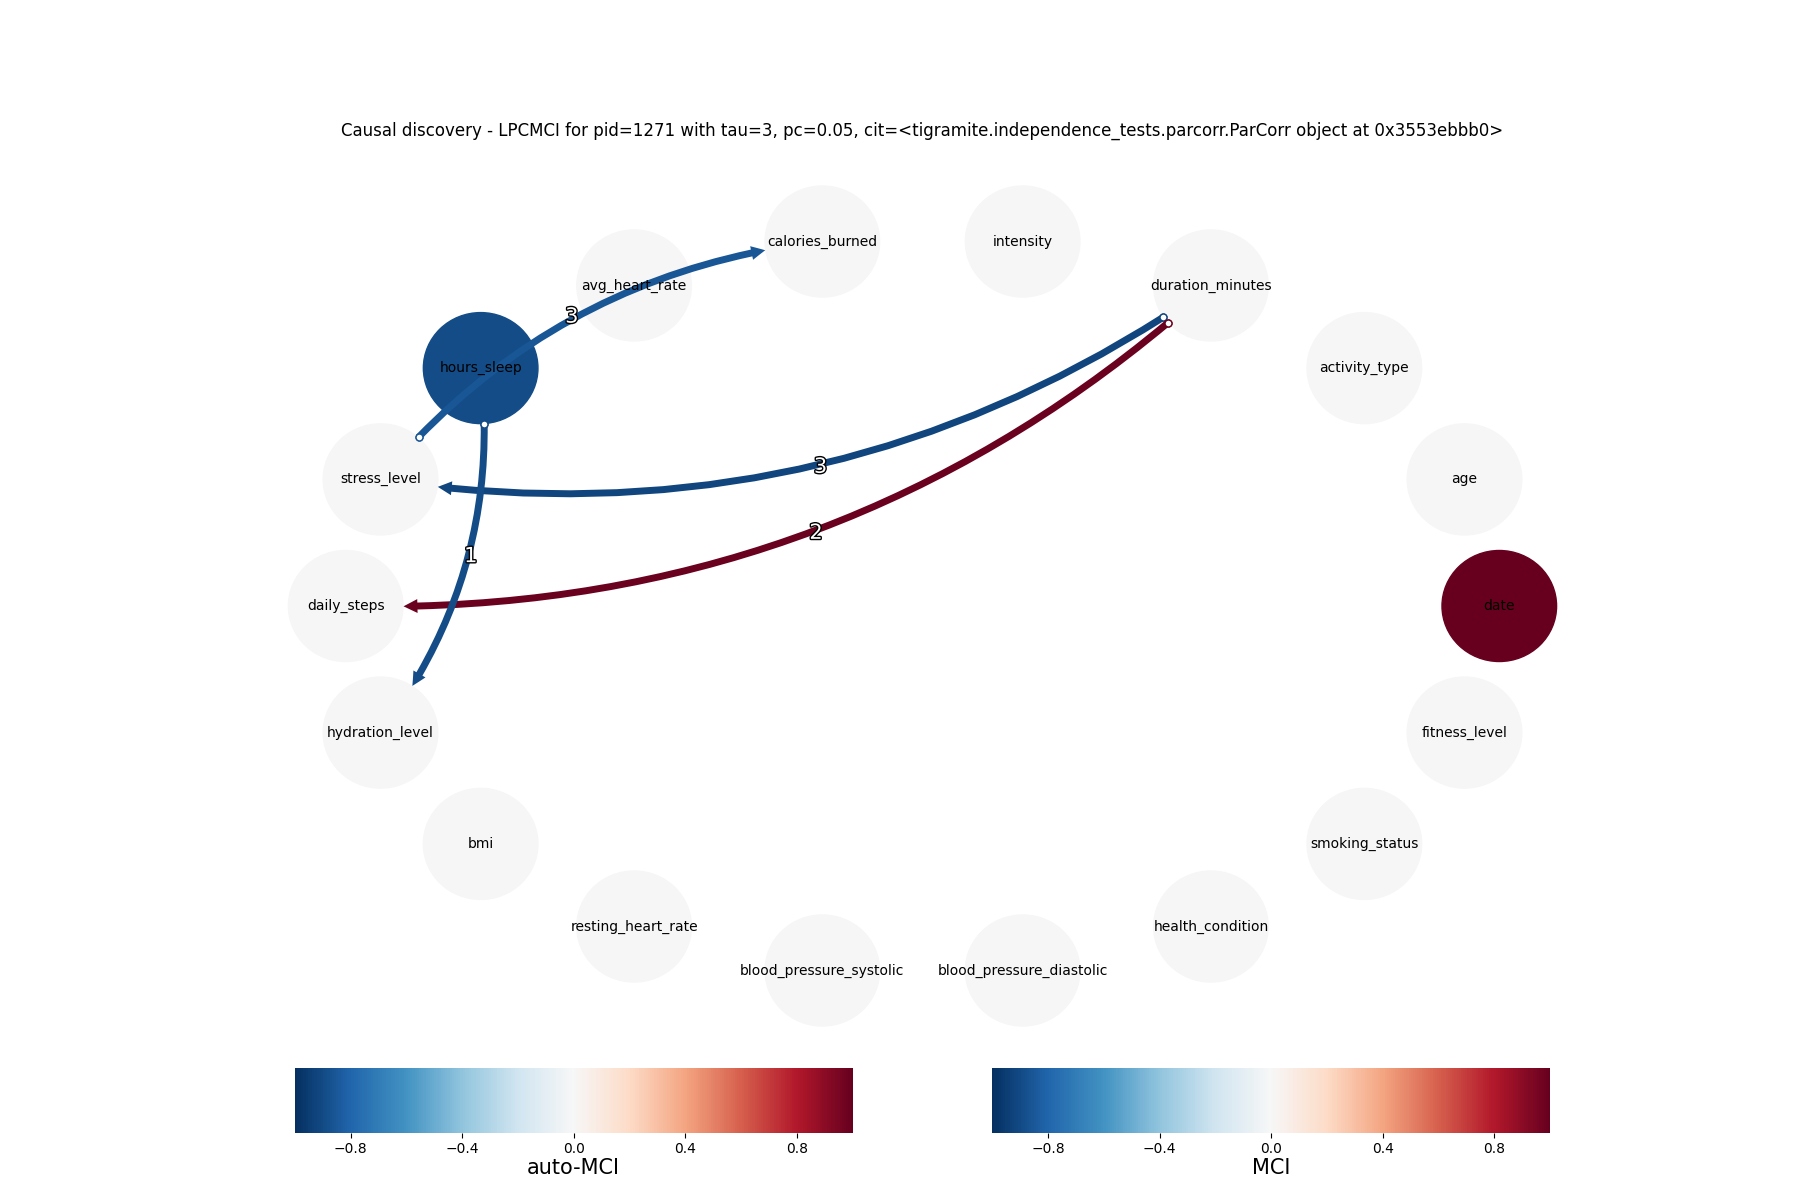 Causal discovery - LPCMCI for pid=1271 with tau=3, pc=0.05, cit=<tigramite.independence_tests.parcorr.ParCorr object at 0x3553ebbb0>
calories_burned
intensity
avg_heart_rate
duration_minutes
3
hours_sleep
activity_type
3
stress_level
age
2
1
daily_steps
date
hydration_level
fitness_level
bmi
smoking_status
resting_heart_rate
health_condition
blood_pressure_systolic
blood_pressure_diastolic
−0.8 −0.4 0.0 0.4 0.8
auto-MCI
−0.8 −0.4 0.0 0.4 0.8
MCI